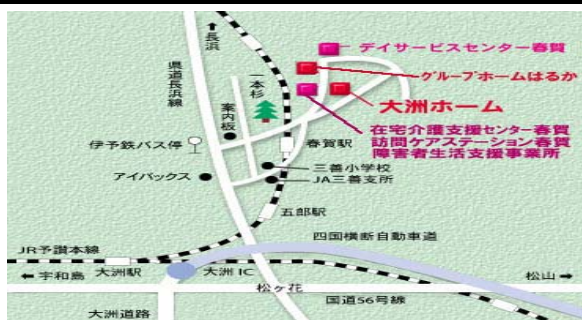 ↑長浜
県道長浜線
一本杉
案内板
デイサービスセンター春賀
グループホームはるか
大洲ホーム
在宅介護支援センター春賀
訪問ケアステーション春賀
障害者生活支援事業所
伊予鉄バス停
春賀駅
アイパックス
三善小学校
JA三善支所
五郎駅
四国横断自動車道
JR予讃本線
←宇和島
大洲駅
大洲 IC
松山→
松ヶ花
国道56号線
大洲道路